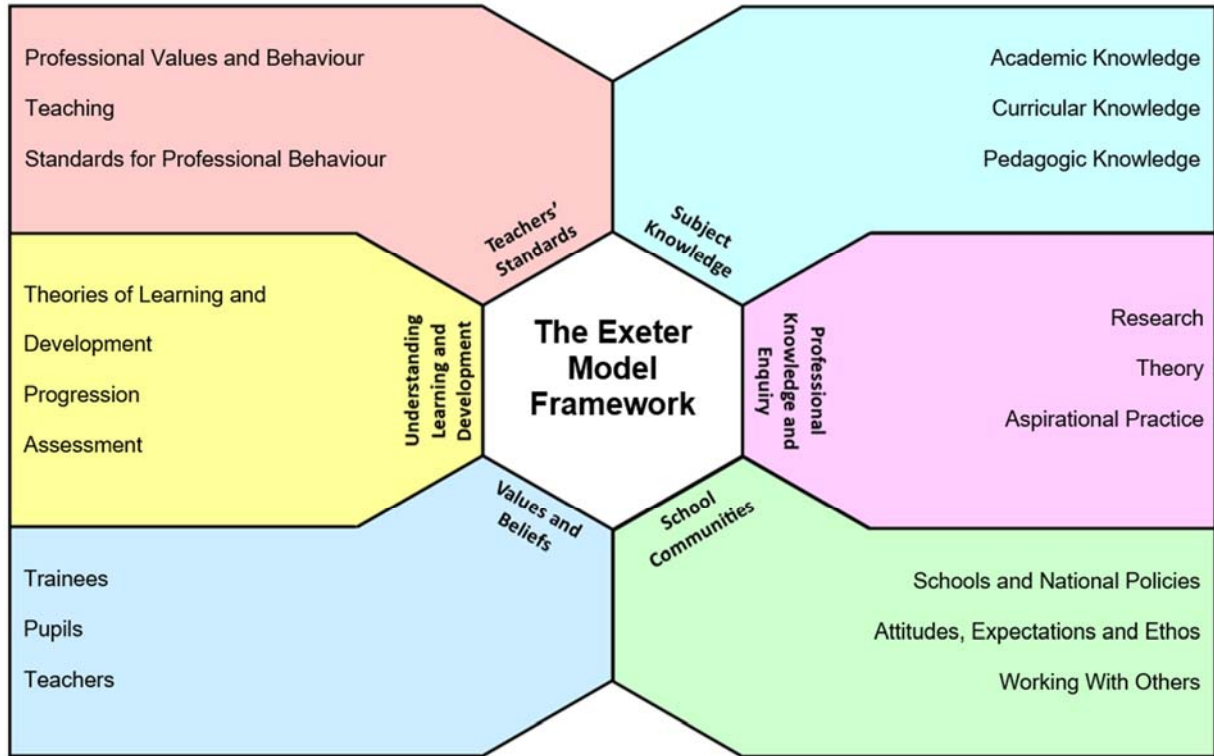 Professional Values and Behaviour
Teaching
Standards for Professional Behaviour
Teachers'
Standards
Academic Knowledge
Curricular Knowledge
Pedagogic Knowledge
Subject
Knowledge
Theories of Learning and
Development
Progression
Assessment
Understanding
Learning and
Development
The Exeter
Model
Framework
Professional
Knowledge and
Enquiry
Research
Theory
Aspirational Practice
Trainees
Pupils
Teachers
Values and
Beliefs
School
Communities
Schools and National Policies
Attitudes, Expectations and Ethos
Working With Others